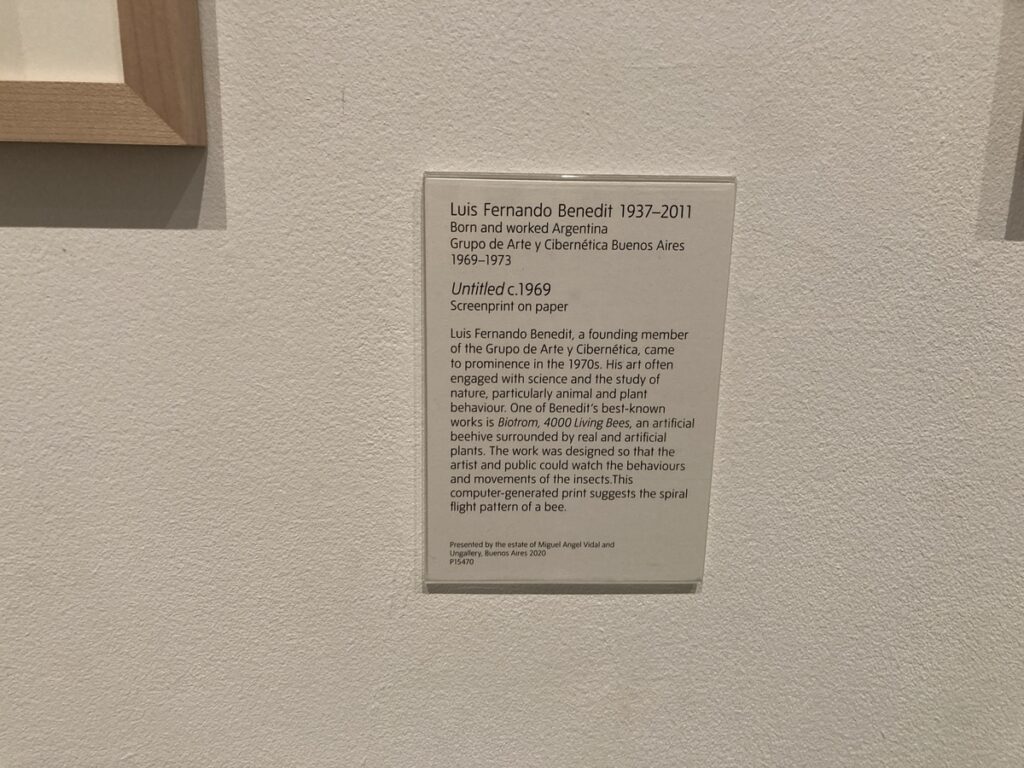 Luis Fernando Benedit 1937–2011
Born and worked Argentina
Grupo de Arte y Cibernética Buenos Aires
1969–1973
Untitled c.1969
Screenprint on paper
Luis Fernando Benedit, a founding member
of the Grupo de Arte y Cibernética, came
to prominence in the 1970s. His art often
engaged with science and the study of
nature, particularly animal and plant
behaviour. One of Benedit's best-known
works is Biotrom, 4000 Living Bees, an artificial
beehive surrounded by real and artificial
plants. The work was designed so that the
artist and public could watch the behaviours
and movements of the insects.This
computer-generated print suggests the spiral
flight pattern of a bee.
Presented by the estate of Miguel Angel Vidal and
Ungallery, Buenos Aires 2020
P15470